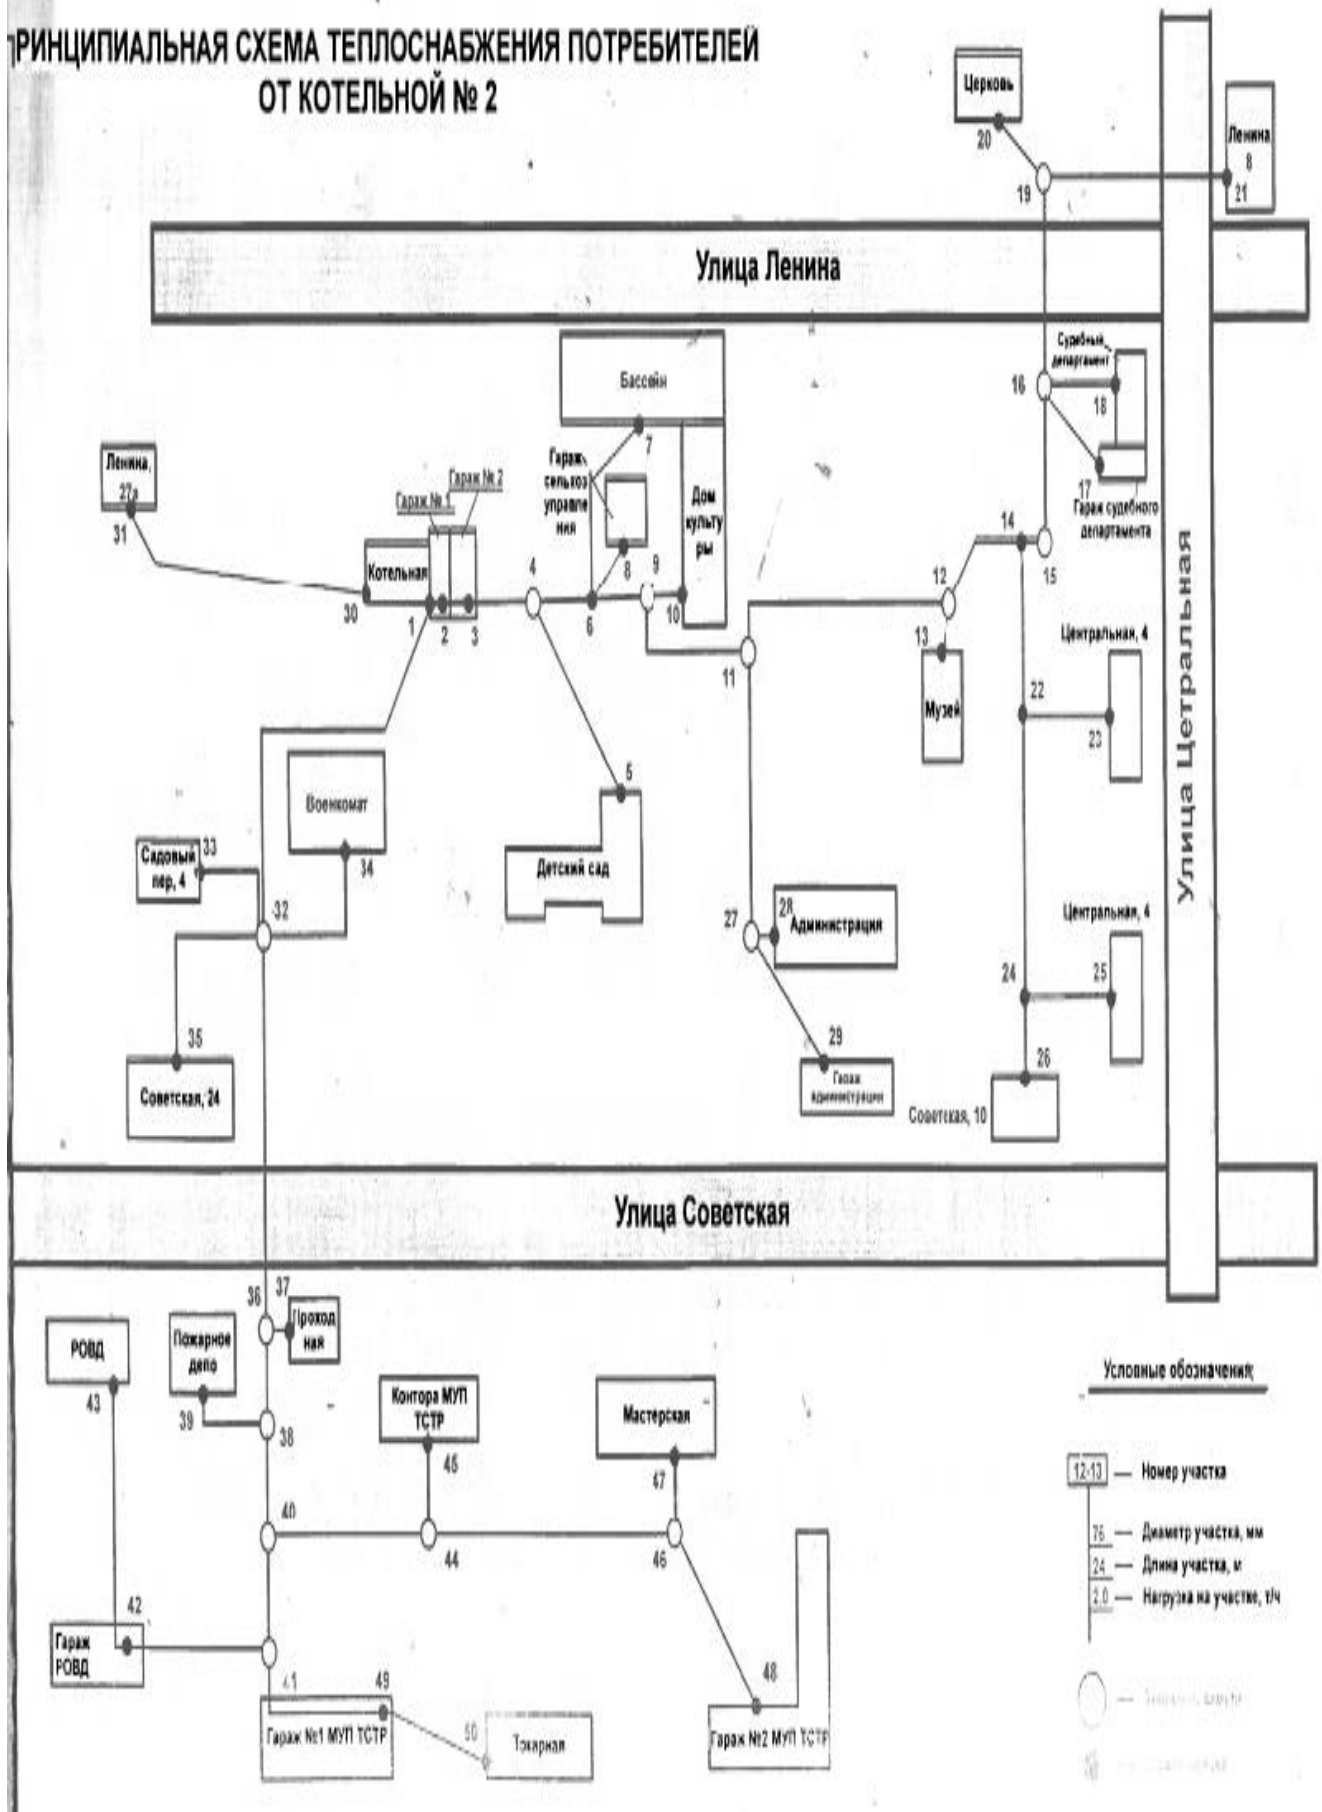 РИНЦИПИАЛЬНАЯ СХЕМА ТЕПЛОСНАБЖЕНИЯ ПОТРЕБИТЕЛЕЙ
ОТ КОТЕЛЬНОЙ № 2
Церковь
20
19
Ленина
8
21
Улица Ленина
Бассейн
7
Гараж
сельхоз
управле
ния
8
Дом
культу
ры
9
10
Судебный
департамент
16
18
17
Гараж судебного
департамента
Ленина,
27а
31
Гараж № 1
Гараж № 2
Котельная
30
1
2
3
4
6
11
12
13
Музей
14
15
22
Центральная, 4
23
Улица Цетральная
5
Детский сад
Военкомат
34
Садовый
пер, 4
33
32
35
Советская, 24
27
28
Администрация
29
Гараж
администрации
24
25
Центральная, 4
26
Советская, 10
Улица Советская
36
37
Проход
ная
РОВД
43
Пожарное
депо
39
38
Контора МУП
ТСТР
45
Мастерская
47
40
44
46
42
Гараж
РОВД
41
49
Гараж №1 МУП ТСТР
50
Токарная
48
Гараж №2 МУП ТСТР
Условные обозначения:
12-13 — Номер участка
76 — Диаметр участка, мм
24 — Длина участка, м
2.0 — Нагрузка на участке, т/ч